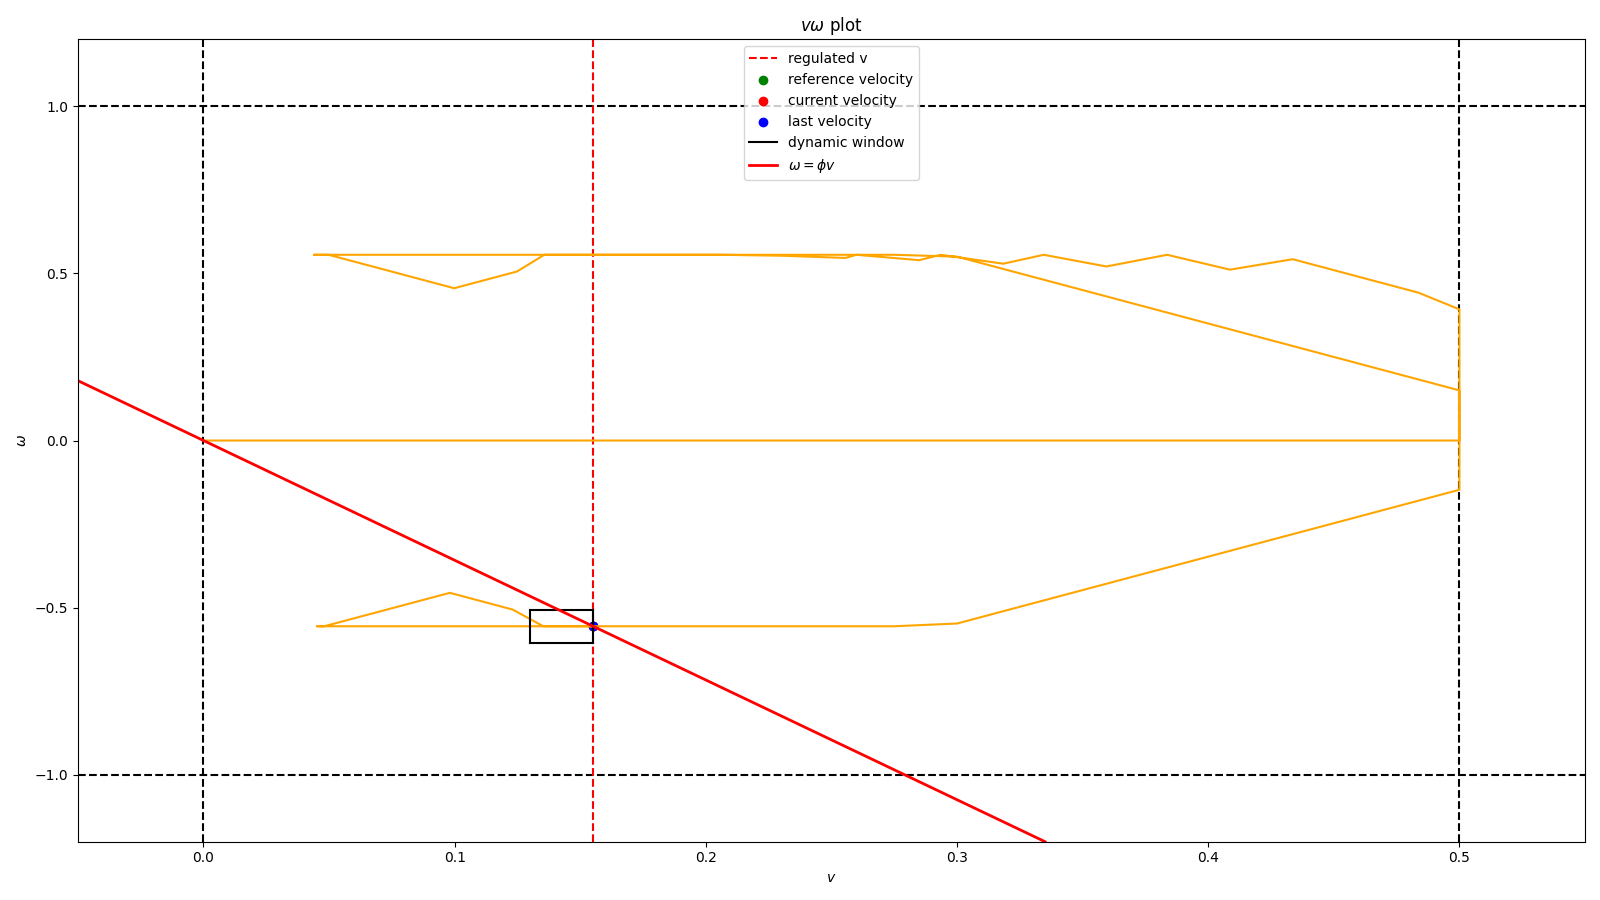 vω plot
regulated v
reference velocity
current velocity
last velocity
dynamic window
ω = ϕv
1.0
0.5
0.0
−0.5
−1.0
ω
0.0 0.1 0.2 0.3 0.4 0.5
v